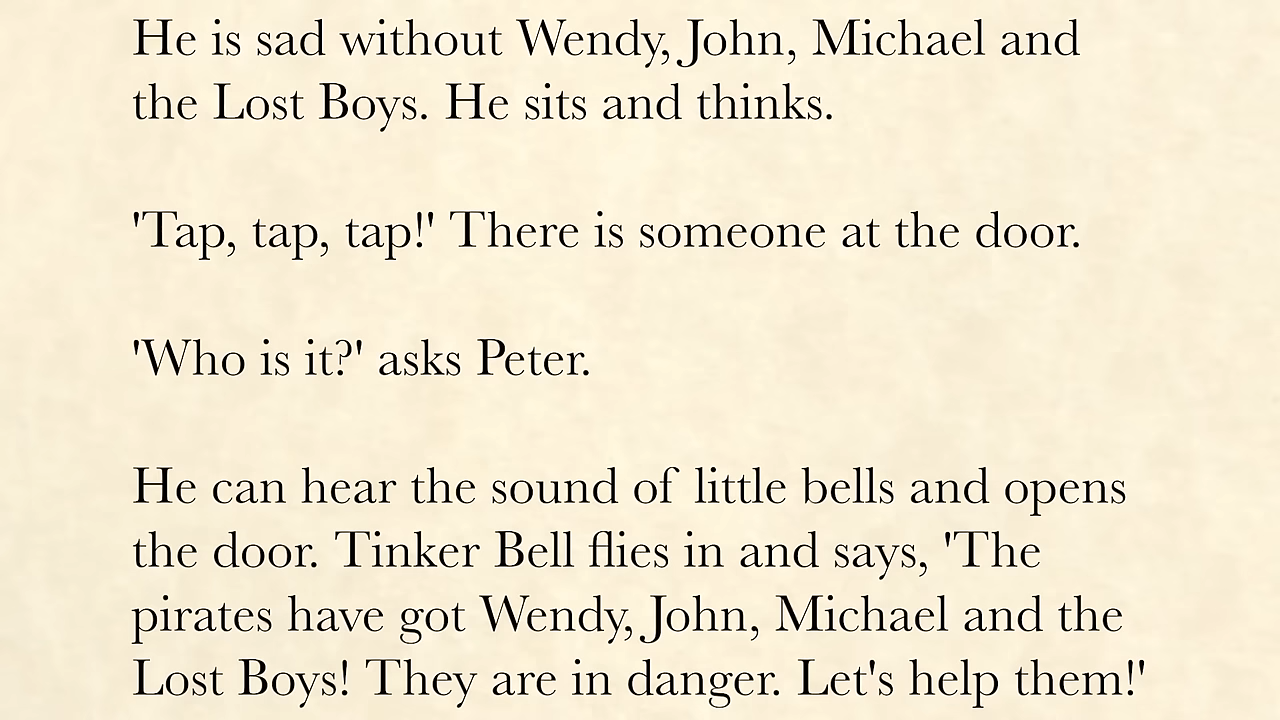 He is sad without Wendy, John, Michael and
the Lost Boys. He sits and thinks.
'Tap, tap, tap!' There is someone at the door.
'Who is it?' asks Peter.
He can hear the sound of little bells and opens
the door. Tinker Bell flies in and says, 'The
pirates have got Wendy, John, Michael and the
Lost Boys! They are in danger. Let's help them!'